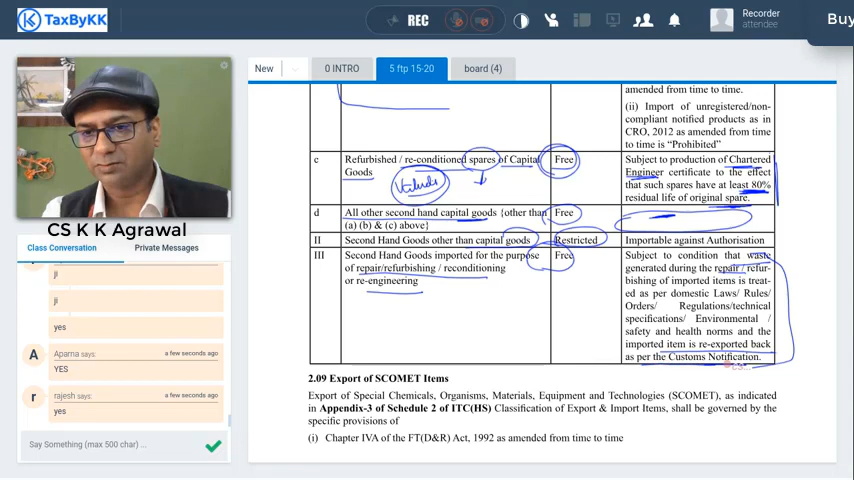 TaxByKK
REC
Recorder
attendee
Buy
New
0 INTRO
5 ftp 15-20
board (4)
CS K K Agrawal
Class Conversation
Private Messages
ji
ji
yes
A
Aparna says:
a few seconds ago
YES
r
rajesh says:
a few seconds ago
yes
Say Something (max 500 char) ...
amended from time to time.
(ii) Import of unregistered/non-
compliant notified products as in
CRO, 2012 as amended from time
to time is "Prohibited"
c
Refurbished / re-conditioned spares of Capital
Goods
Free
Subject to production of Chartered
Engineer certificate to the effect
that such spares have at least 80%
residual life of original spare.
d
All other second hand capital goods {other than
(a) (b) & (c) above}
Free
II
Second Hand Goods other than capital goods
Restricted
Importable against Authorisation
III
Second Hand Goods imported for the purpose
of repair/refurbishing / reconditioning
or re-engineering
Free
Subject to condition that waste
generated during the repair / refur-
bishing of imported items is treat-
ed as per domestic Laws/ Rules/
Orders/ Regulations/technical
specifications/ Environmental /
safety and health norms and the
imported item is re-exported back
as per the Customs Notification.
2.09 Export of SCOMET Items
Export of Special Chemicals, Organisms, Materials, Equipment and Technologies (SCOMET), as indicated
in Appendix-3 of Schedule 2 of ITC(HS) Classification of Export & Import Items, shall be governed by the
specific provisions of
(i) Chapter IVA of the FT(D&R) Act, 1992 as amended from time to time